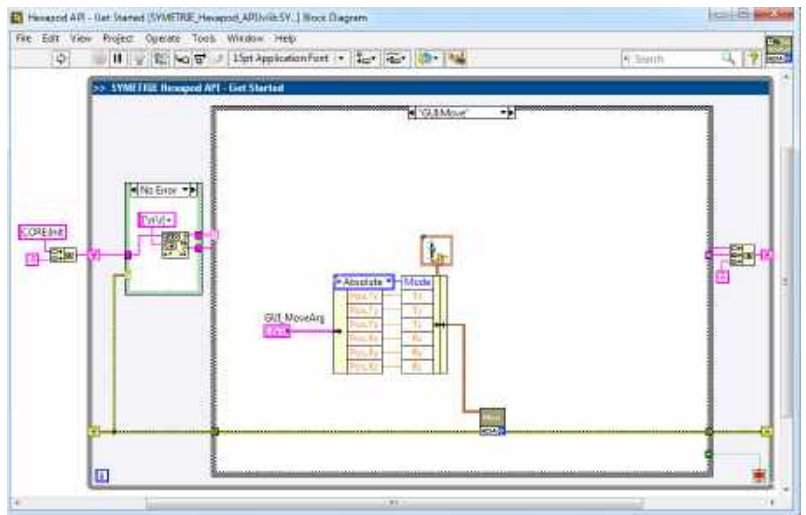 Hexapod API - Get Started [SYMETRIE_Hexapod_API.lvlib:SY...] Block Diagram
File Edit View Project Operate Tools Window Help
15pt Application Font
Search
>> SYMETRIE Hexapod API - Get Started
"GUI:Move"
No Error
CORE:Init
Absolute
Mode
Pos.Tx Tx
Pos.Ty Ty
Pos.Tz Tz
Pos.Rx Rx
Pos.Ry Ry
Pos.Rz Rz
GUI_MoveArg
Move
i